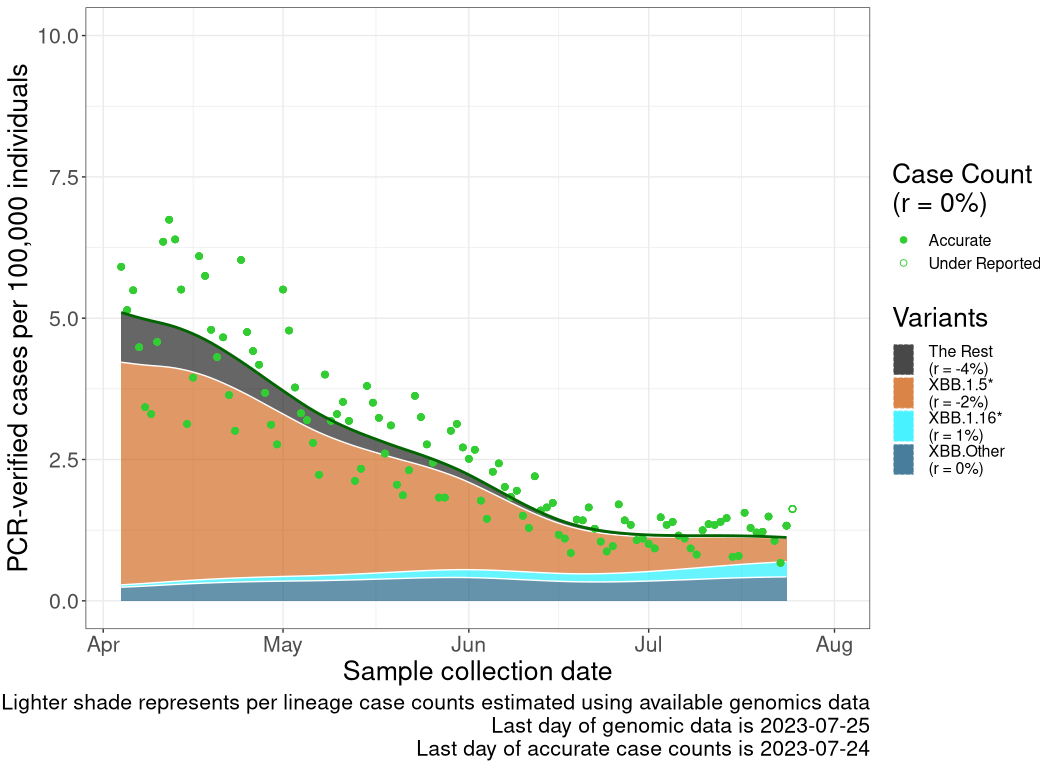 PCR-verified cases per 100,000 individuals
10.0
7.5
5.0
2.5
0.0
Apr
May
Jun
Jul
Aug
Sample collection date
Case Count
(r = 0%)
Accurate
Under Reported
Variants
The Rest
(r = -4%)
XBB.1.5*
(r = -2%)
XBB.1.16*
(r = 1%)
XBB.Other
(r = 0%)
Lighter shade represents per lineage case counts estimated using available genomics data
Last day of genomic data is 2023-07-25
Last day of accurate case counts is 2023-07-24